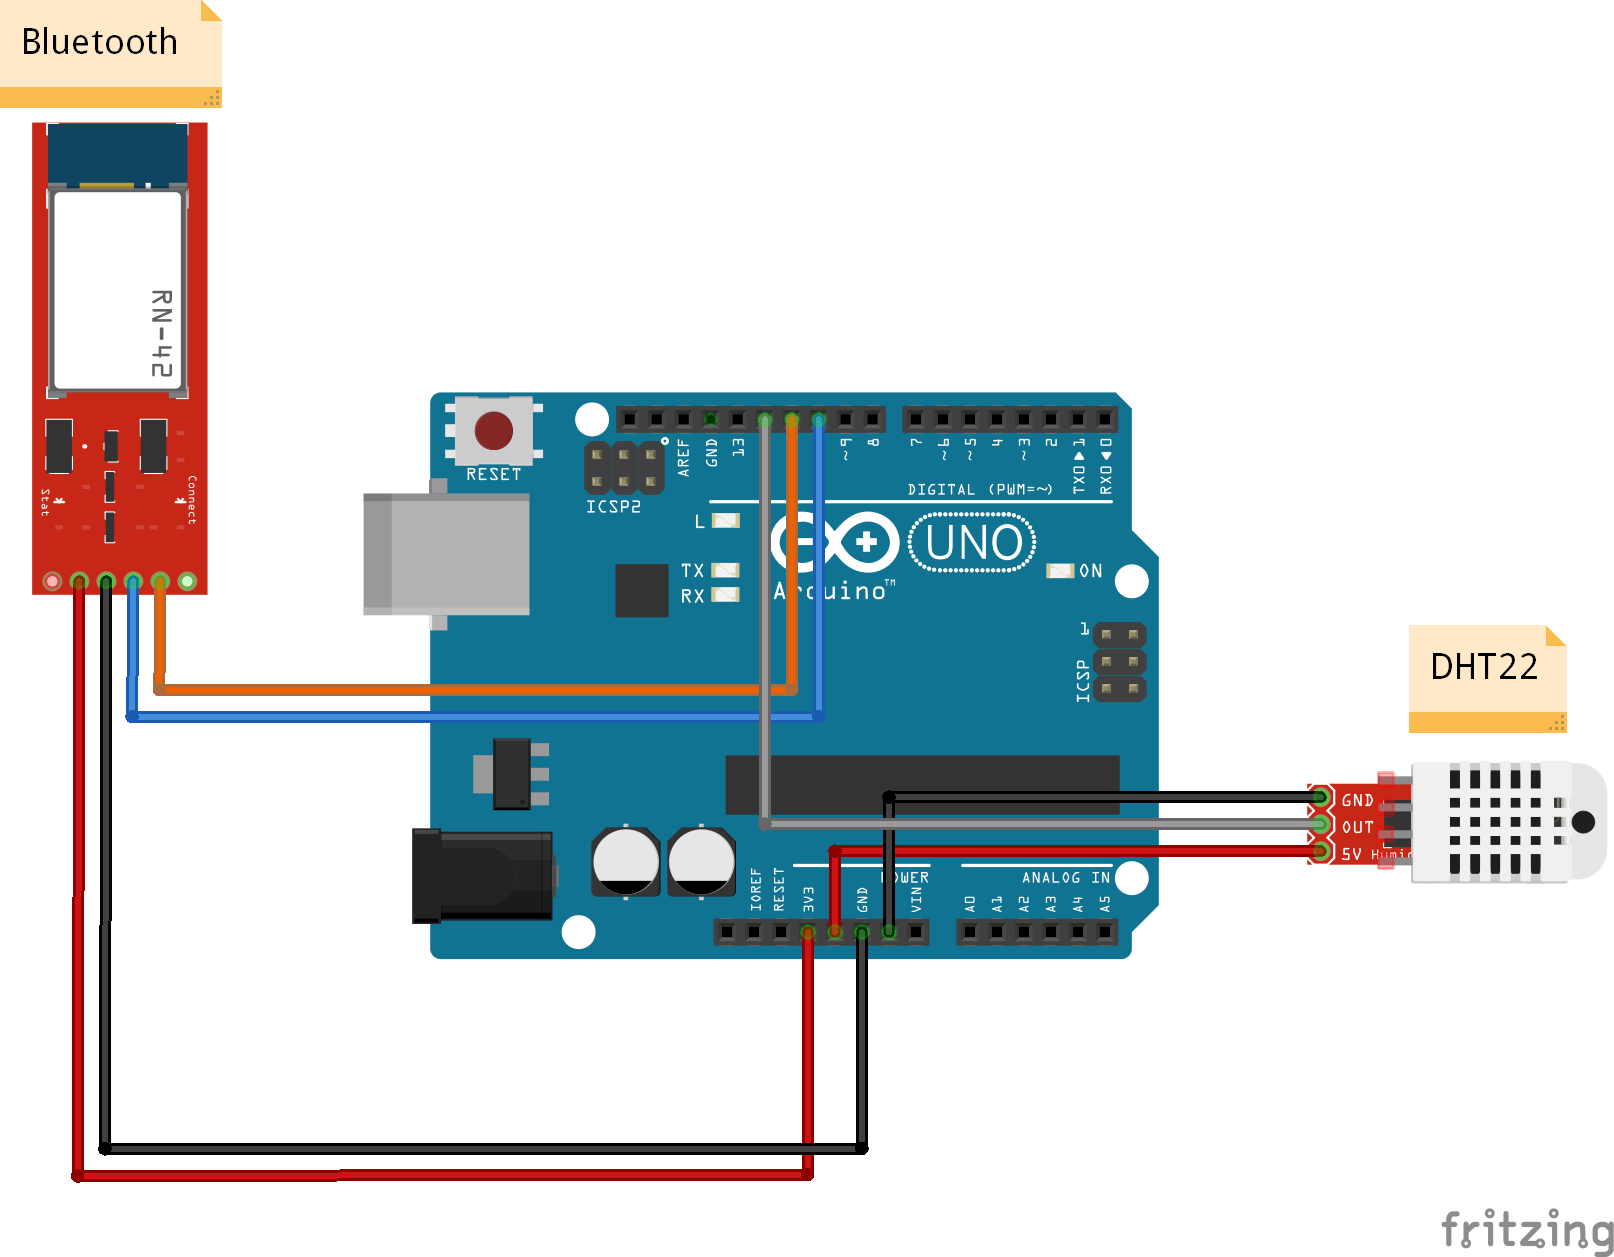 Bluetooth
RN-42
Stat
Connect
RESET
ICSP2
AREF
GND
13
~9
8
7
~6
~5
4
~3
2
TX0▶1
RX0◀0
DIGITAL (PWM=~)
L
TX
RX
Arduino™
UNO
ON
1
ICSP
DHT22
GND
OUT
5V
IOREF
RESET
3V3
GND
VIN
ANALOG IN
A0
A1
A2
A3
A4
A5
fritzing